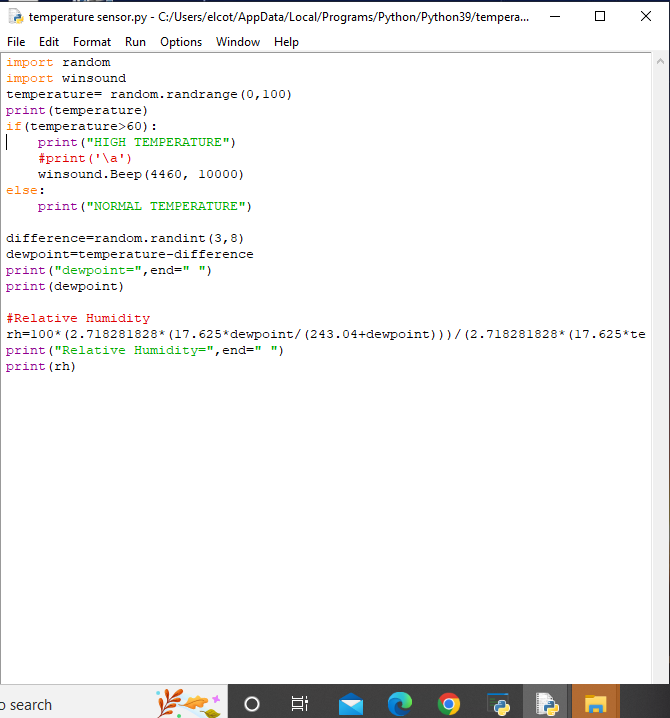 temperature sensor.py - C:/Users/elcot/AppData/Local/Programs/Python/Python39/tempera...
File Edit Format Run Options Window Help
import random
import winsound
temperature= random.randrange(0,100)
print(temperature)
if(temperature>60):
    print("HIGH TEMPERATURE")
    #print('\a')
    winsound.Beep(4460, 10000)
else:
    print("NORMAL TEMPERATURE")
difference=random.randint(3,8)
dewpoint=temperature-difference
print("dewpoint=",end=" ")
print(dewpoint)
#Relative Humidity
rh=100*(2.718281828*(17.625*dewpoint/(243.04+dewpoint)))/(2.718281828*(17.625*te
print("Relative Humidity=",end=" ")
print(rh)
o search